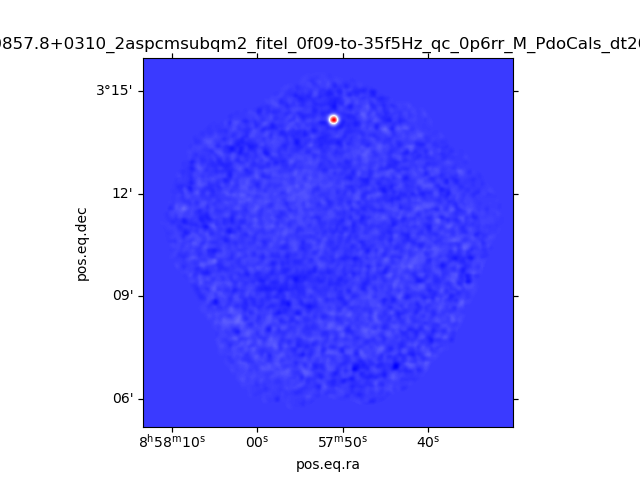 0857.8+0310_2aspcmsubqm2_fitel_0f09-to-35f5Hz_qc_0p6rr_M_PdoCals_dt20
3°15'
12'
09'
06'
pos.eq.dec
8ʰ58ᵐ10ˢ 00ˢ 57ᵐ50ˢ 40ˢ
pos.eq.ra